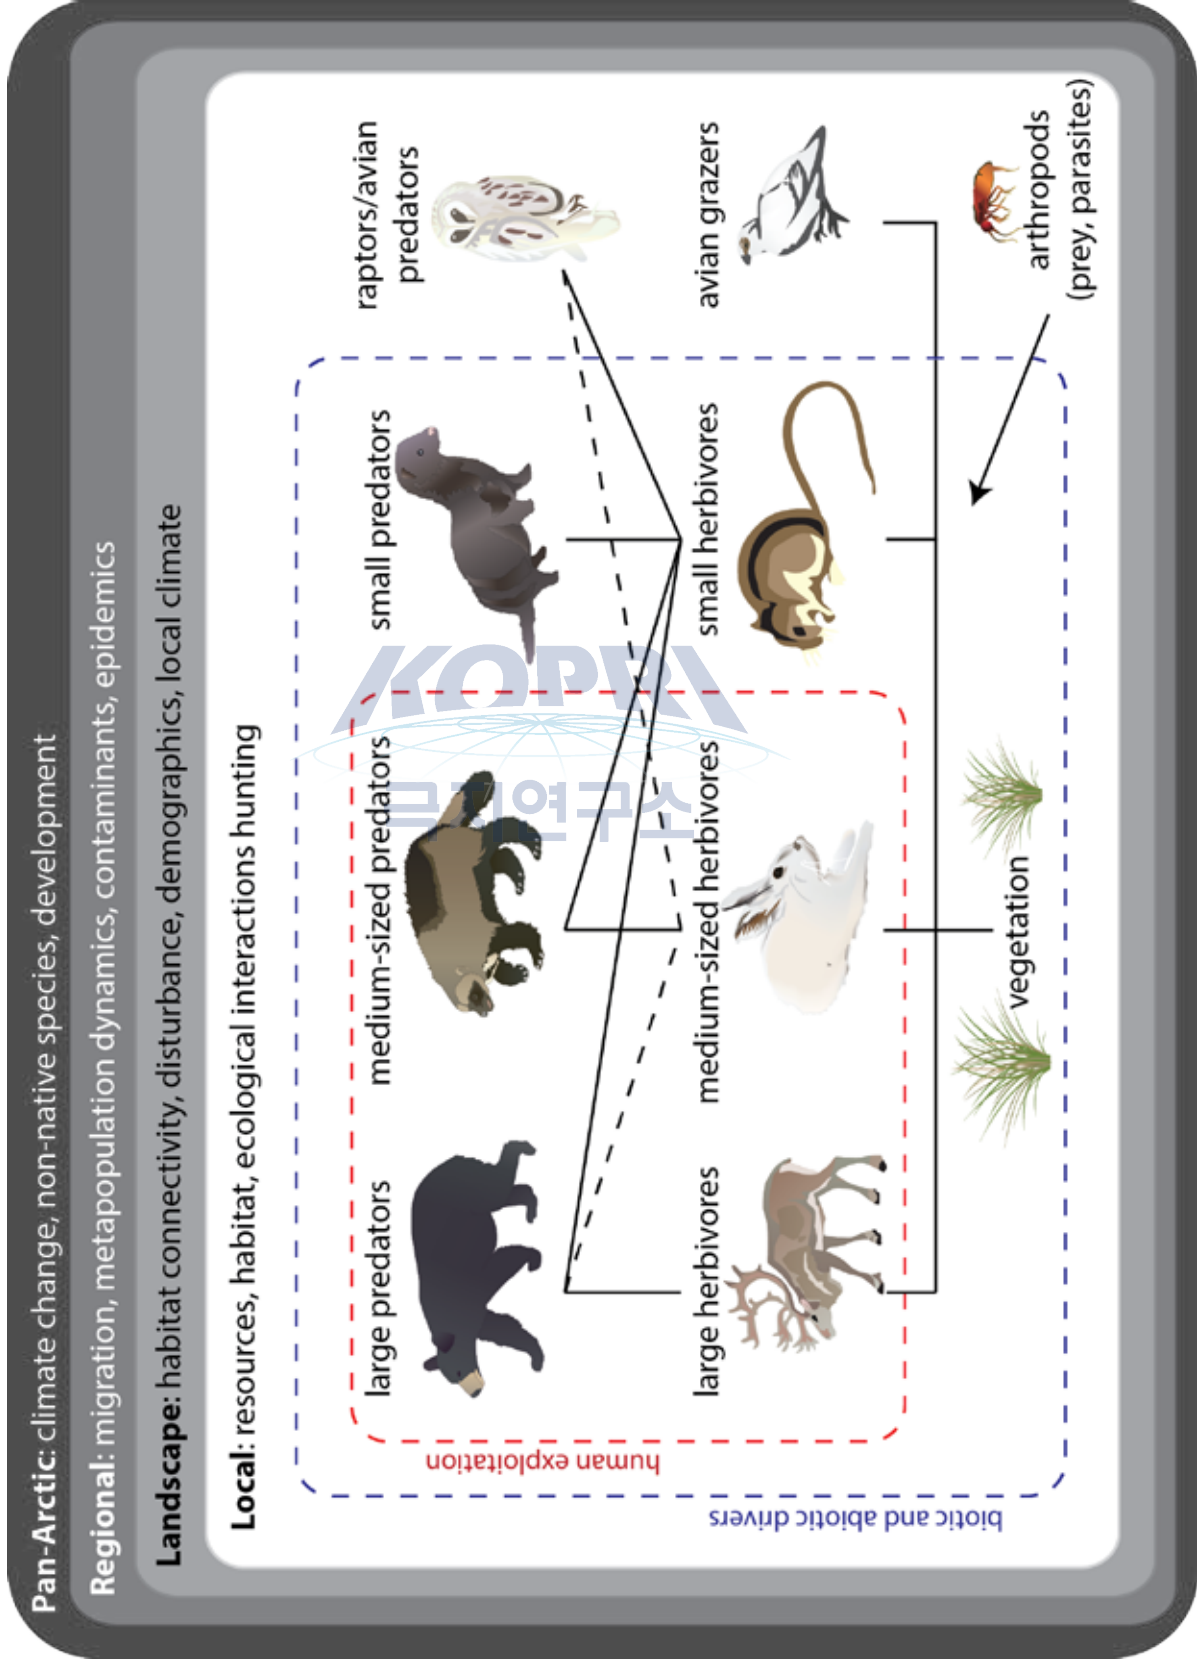 Pan-Arctic: climate change, non-native species, development
Regional: migration, metapopulation dynamics, contaminants, epidemics
Landscape: habitat connectivity, disturbance, demographics, local climate
Local: resources, habitat, ecological interactions hunting
large predators
medium-sized predators
small predators
raptors/avian
predators
large herbivores
medium-sized herbivores
small herbivores
avian grazers
vegetation
arthropods
(prey, parasites)
human exploitation
biotic and abiotic drivers
KOPRI
극지연구소